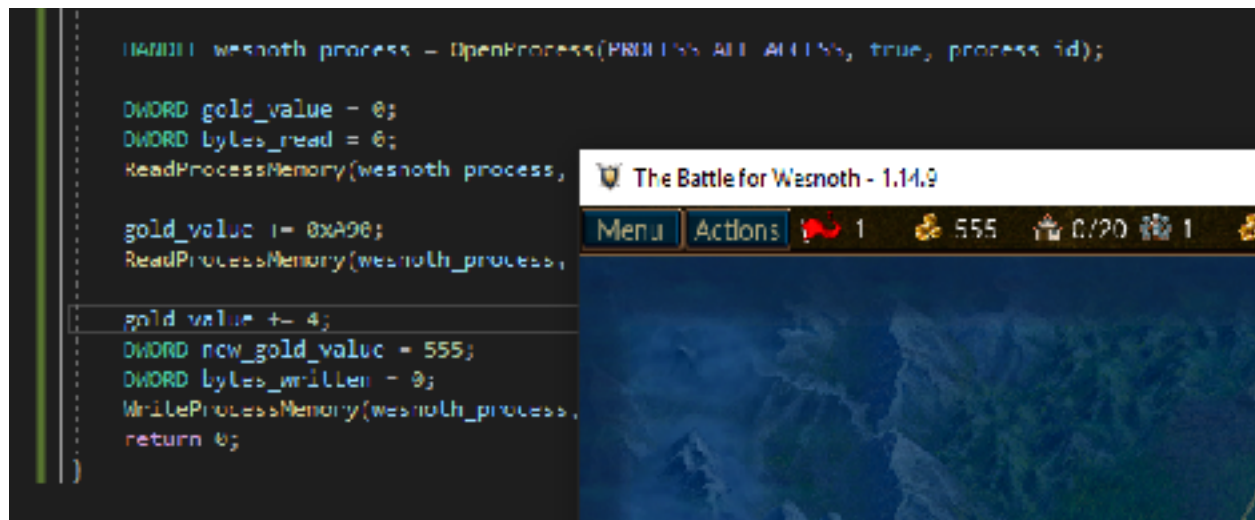 HANDLE wesnoth_process = OpenProcess(PROCESS_ALL_ACCESS, true, process_id);
DWORD gold_value = 0;
DWORD bytes_read = 0;
ReadProcessMemory(wesnoth_process,
gold_value += 0xA90;
ReadProcessMemory(wesnoth_process,
gold_value += 4;
DWORD new_gold_value = 555;
DWORD bytes_written = 0;
WriteProcessMemory(wesnoth_process,
return 0;
}
The Battle for Wesnoth - 1.14.9
Menu Actions 1 555 0/20 1